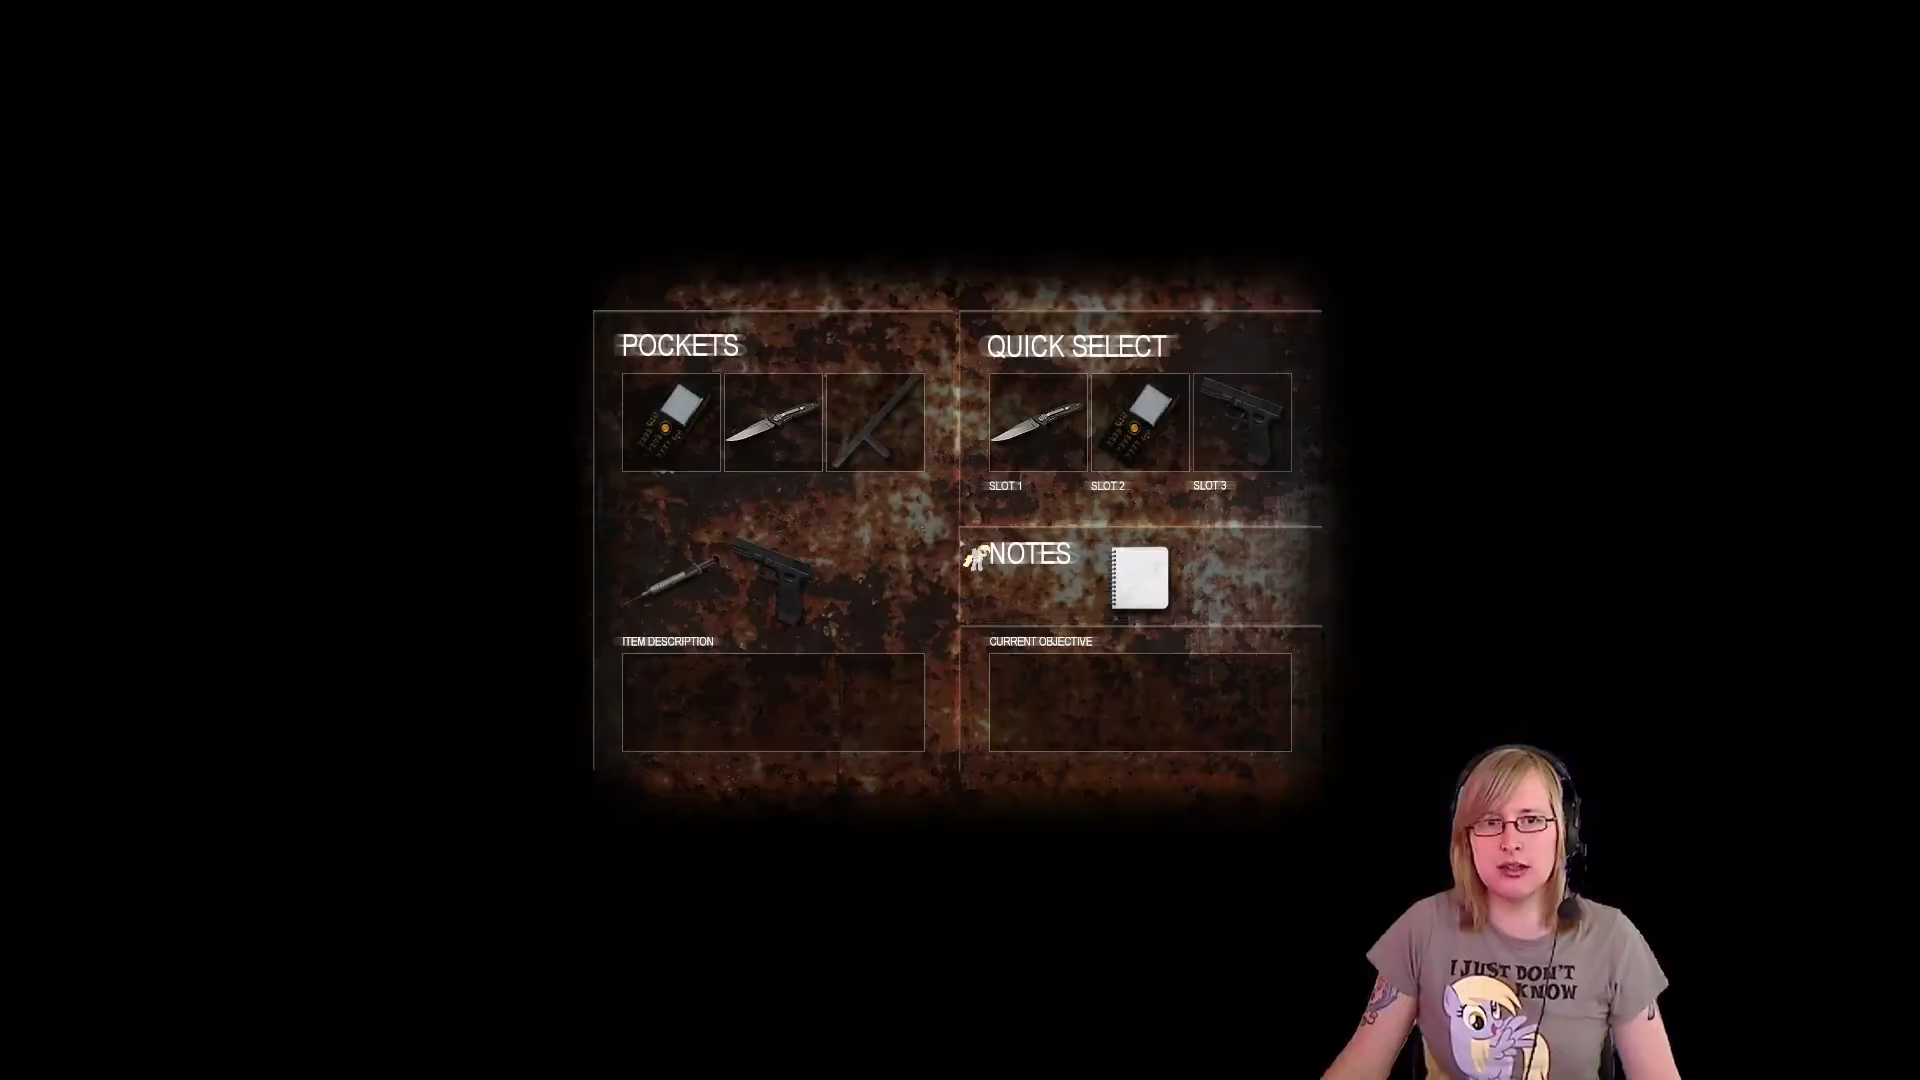 POCKETS
QUICK SELECT
SLOT 1
SLOT 2
SLOT 3
NOTES
ITEM DESCRIPTION
CURRENT OBJECTIVE
I JUST DON'T
KNOW